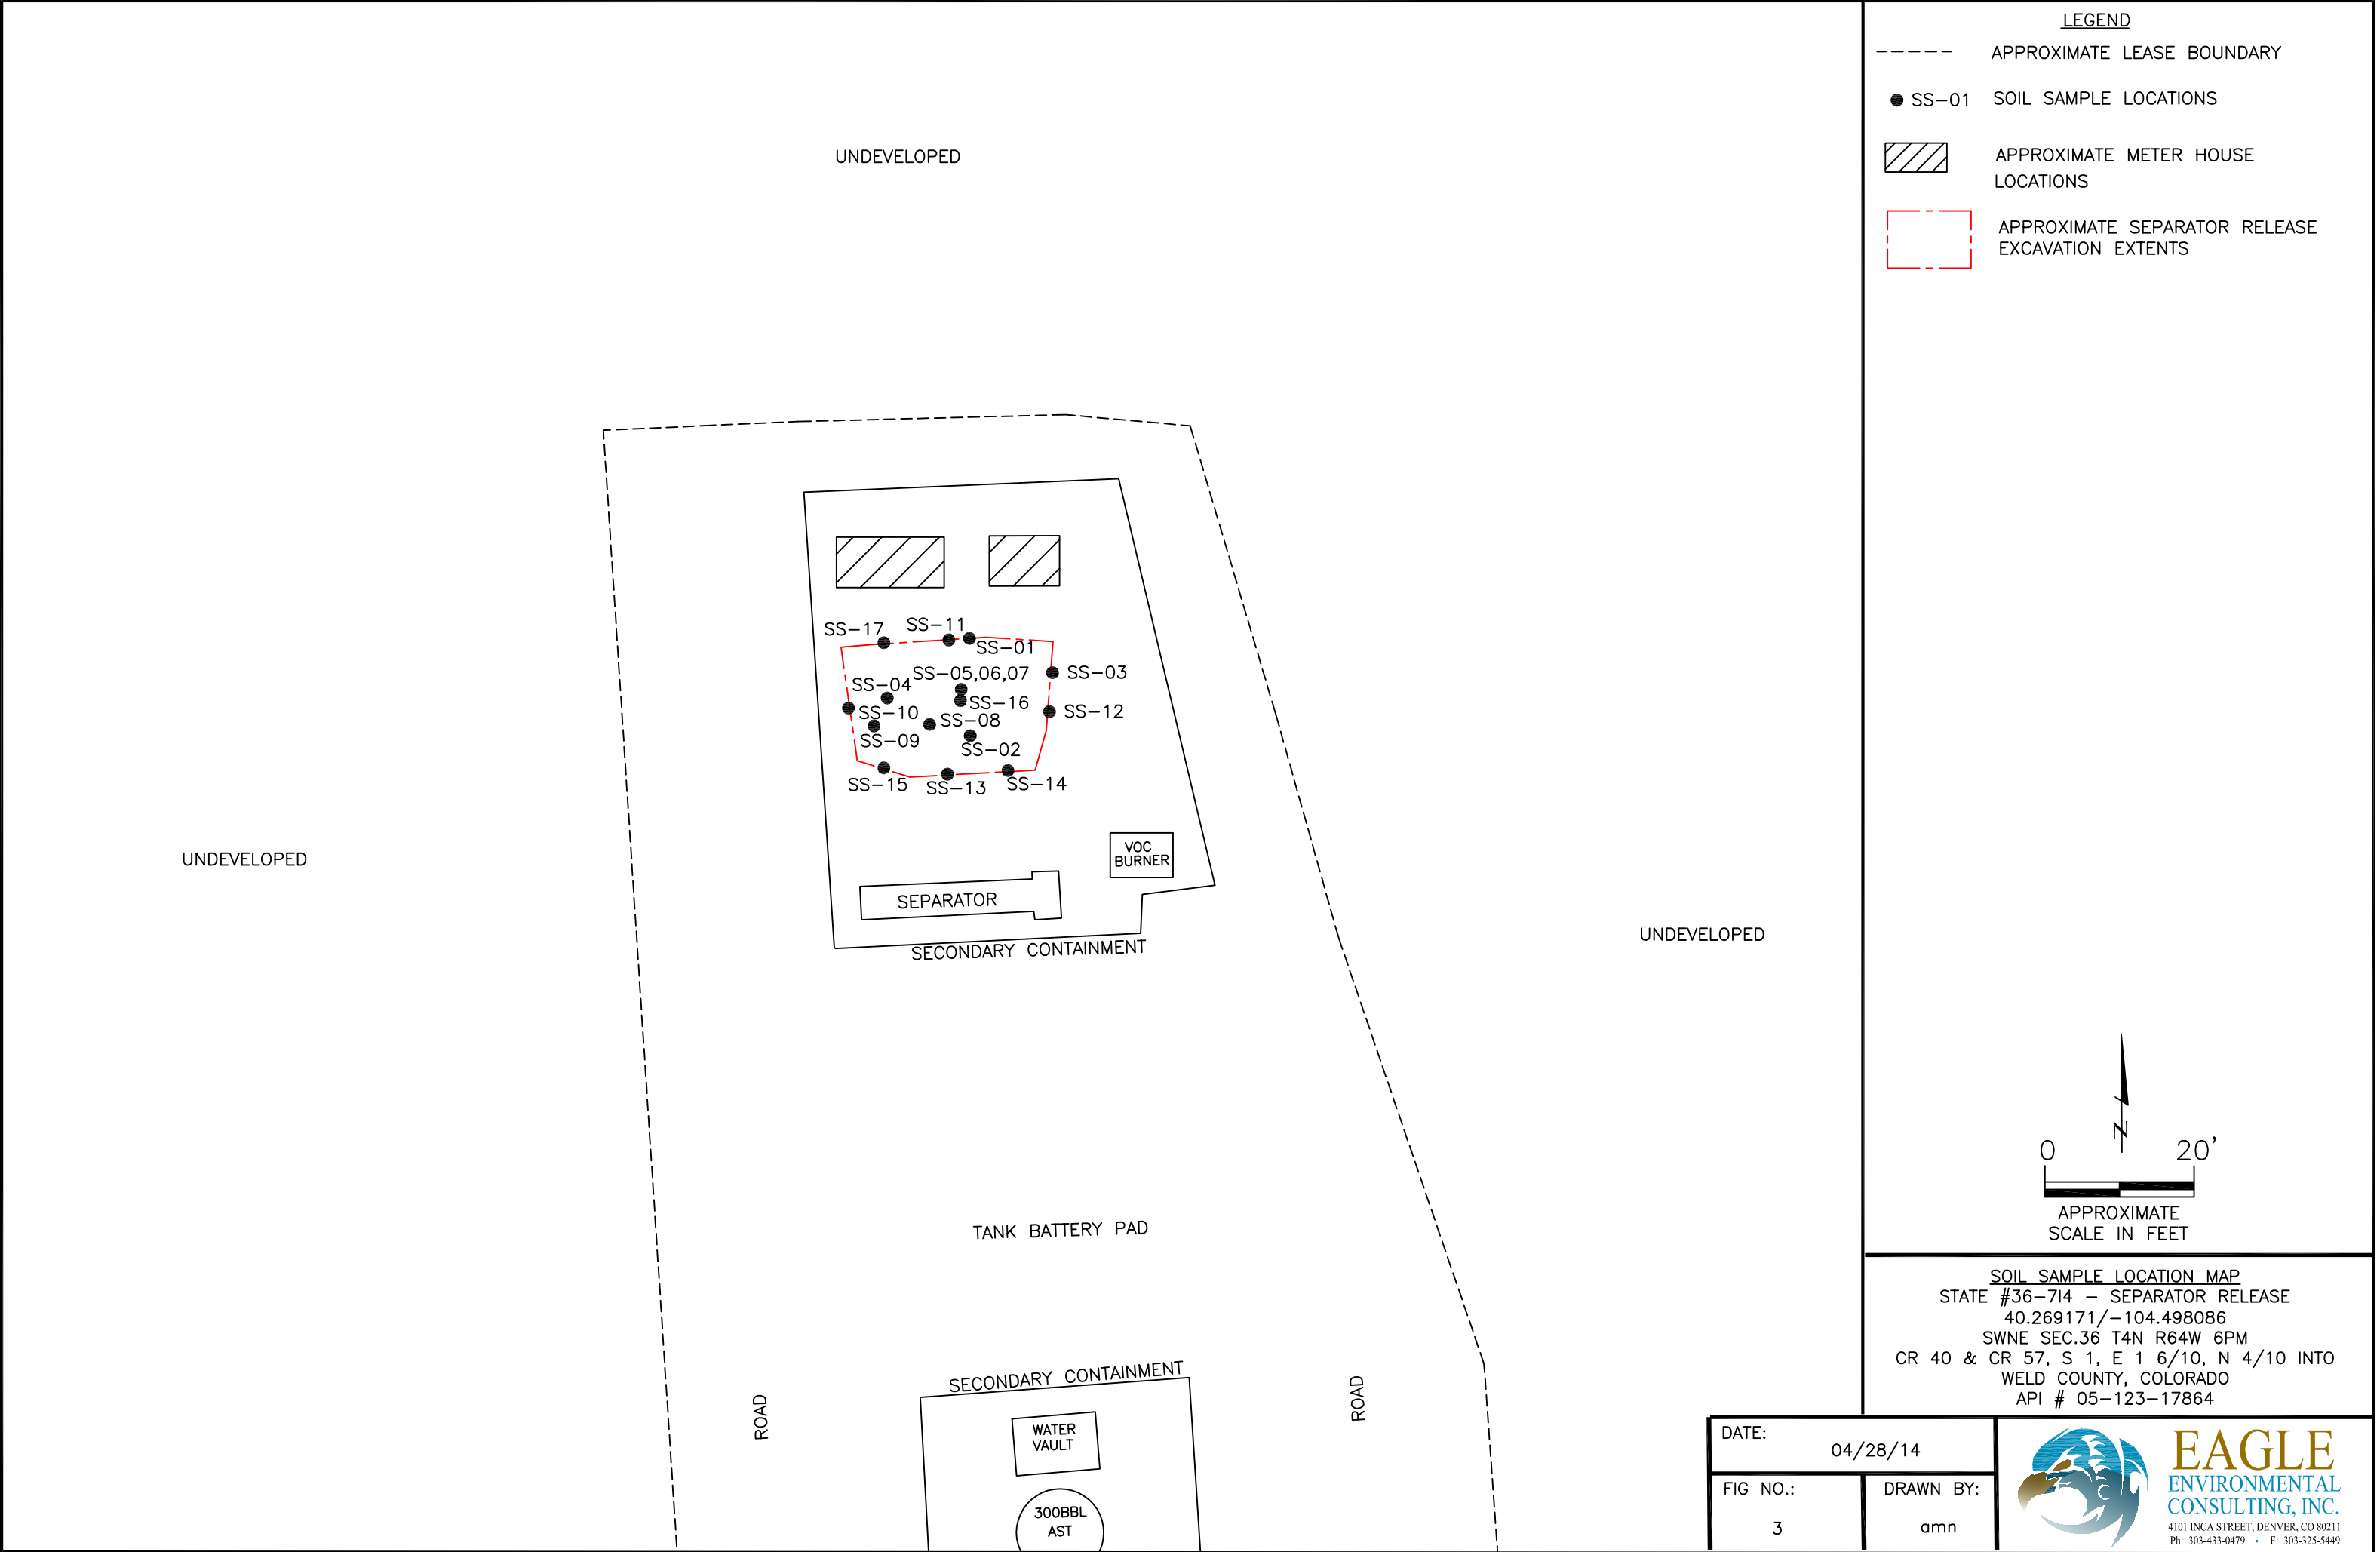 LEGEND
APPROXIMATE LEASE BOUNDARY
SS-01 SOIL SAMPLE LOCATIONS
APPROXIMATE METER HOUSE
LOCATIONS
APPROXIMATE SEPARATOR RELEASE
EXCAVATION EXTENTS
UNDEVELOPED
SS-17
SS-11
SS-01
SS-05,06,07
SS-03
SS-04
SS-16
SS-10
SS-08
SS-12
SS-09
SS-02
SS-15
SS-13
SS-14
VOC
BURNER
UNDEVELOPED
SEPARATOR
SECONDARY CONTAINMENT
UNDEVELOPED
TANK BATTERY PAD
SECONDARY CONTAINMENT
ROAD
ROAD
WATER
VAULT
300BBL
AST
N
0 20'
APPROXIMATE
SCALE IN FEET
SOIL SAMPLE LOCATION MAP
STATE #36-714 - SEPARATOR RELEASE
40.269171/-104.498086
SWNE SEC.36 T4N R64W 6PM
CR 40 & CR 57, S 1, E 1 6/10, N 4/10 INTO
WELD COUNTY, COLORADO
API # 05-123-17864
DATE:
04/28/14
FIG NO.:
3
DRAWN BY:
amn
EAGLE
ENVIRONMENTAL
CONSULTING, INC.
4101 INCA STREET, DENVER, CO 80211
Ph: 303-433-0479 • F: 303-325-5449